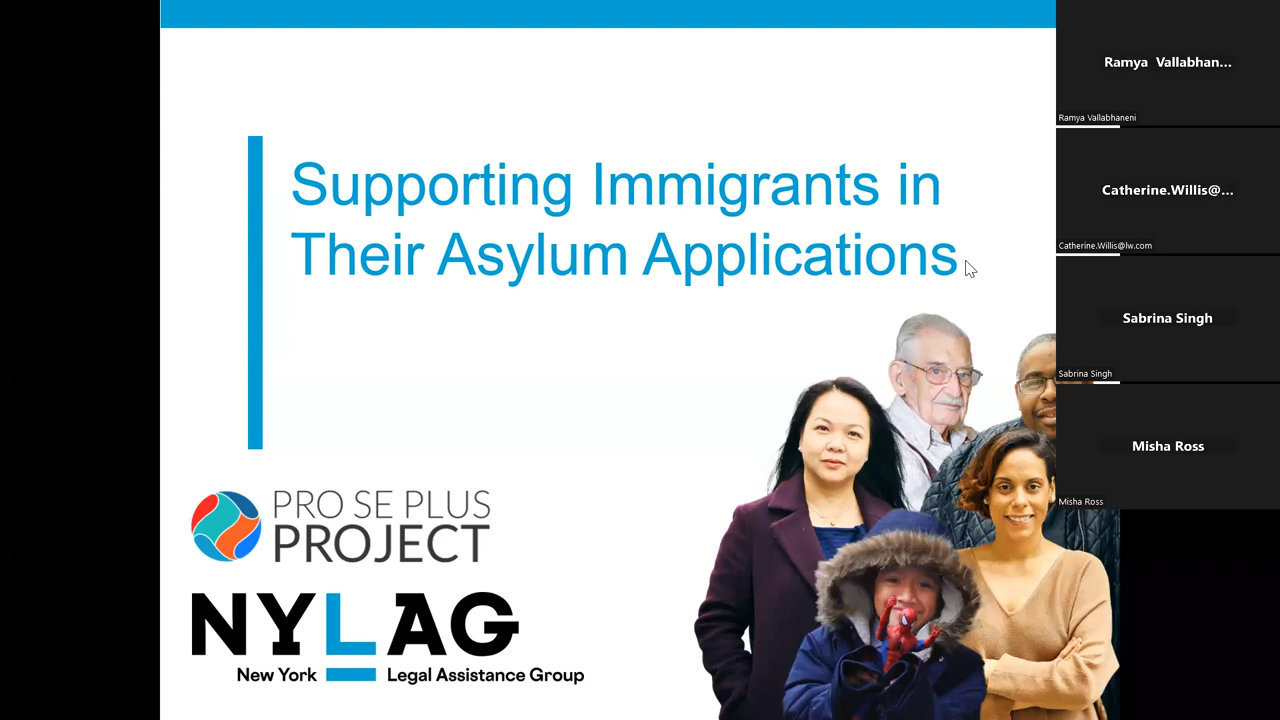 Supporting Immigrants in
Their Asylum Applications
PRO SE PLUS
PROJECT
NYLAG
New York Legal Assistance Group
Ramya Vallabhan...
Ramya Vallabhaneni
Catherine.Willis@...
Catherine.Willis@lw.com
Sabrina Singh
Sabrina Singh
Misha Ross
Misha Ross